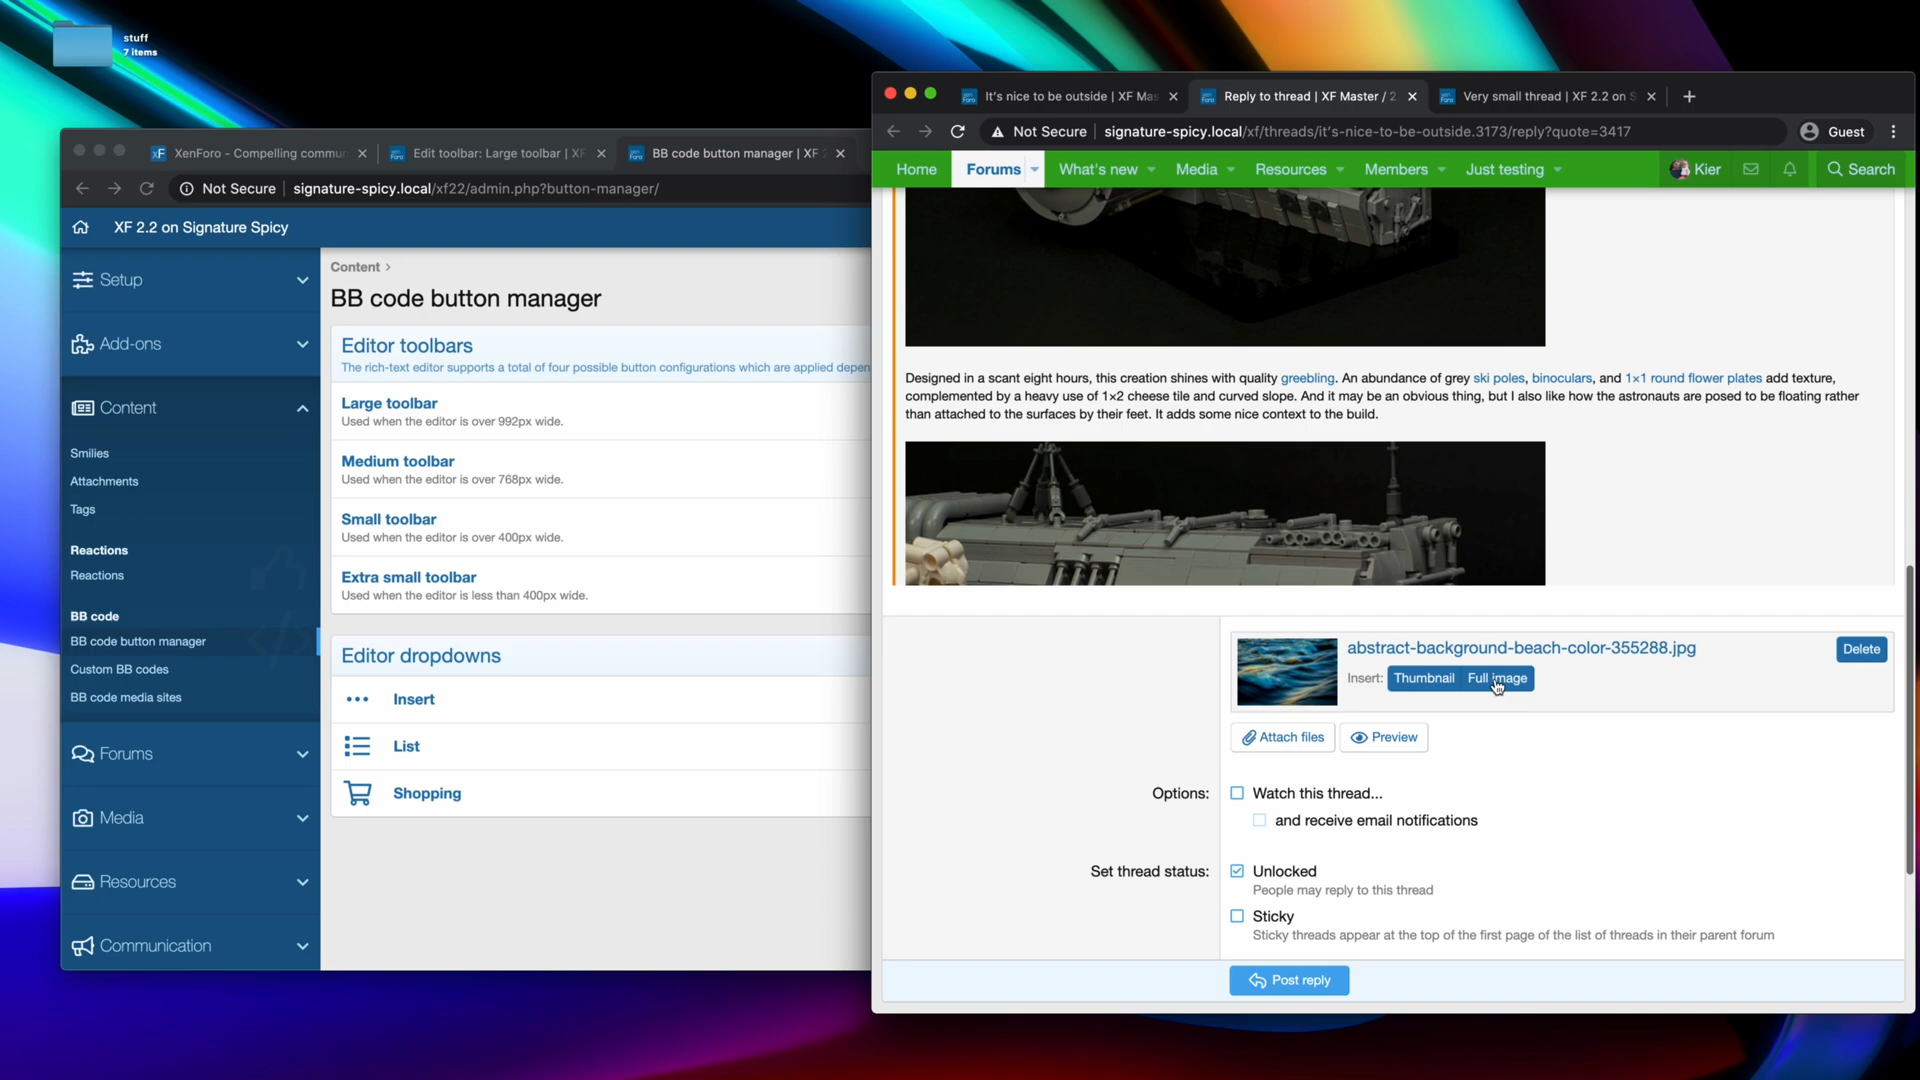 stuff
7 items
XenForo - Compelling commun
Edit toolbar: Large toolbar | XF
BB code button manager | XF 2
Not Secure | signature-spicy.local/xf22/admin.php?button-manager/
XF 2.2 on Signature Spicy
Setup
Add-ons
Content
Smilies
Attachments
Tags
Reactions
Reactions
BB code
BB code button manager
Custom BB codes
BB code media sites
Forums
Media
Resources
Communication
Content >
BB code button manager
Editor toolbars
The rich-text editor supports a total of four possible button configurations which are applied depen
Large toolbar
Used when the editor is over 992px wide.
Medium toolbar
Used when the editor is over 768px wide.
Small toolbar
Used when the editor is over 400px wide.
Extra small toolbar
Used when the editor is less than 400px wide.
Editor dropdowns
Insert
List
Shopping
It's nice to be outside | XF Mas
Reply to thread | XF Master / 2
Very small thread | XF 2.2 on S
Not Secure | signature-spicy.local/xf/threads/it's-nice-to-be-outside.3173/reply?quote=3417
Guest
Home
Forums
What's new
Media
Resources
Members
Just testing
Kier
Search
Designed in a scant eight hours, this creation shines with quality greebling. An abundance of grey ski poles, binoculars, and 1×1 round flower plates add texture,
complemented by a heavy use of 1×2 cheese tile and curved slope. And it may be an obvious thing, but I also like how the astronauts are posed to be floating rather
than attached to the surfaces by their feet. It adds some nice context to the build.
abstract-background-beach-color-355288.jpg
Delete
Insert: Thumbnail Full image
Attach files
Preview
Options:
Watch this thread...
and receive email notifications
Set thread status:
Unlocked
People may reply to this thread
Sticky
Sticky threads appear at the top of the first page of the list of threads in their parent forum
Post reply